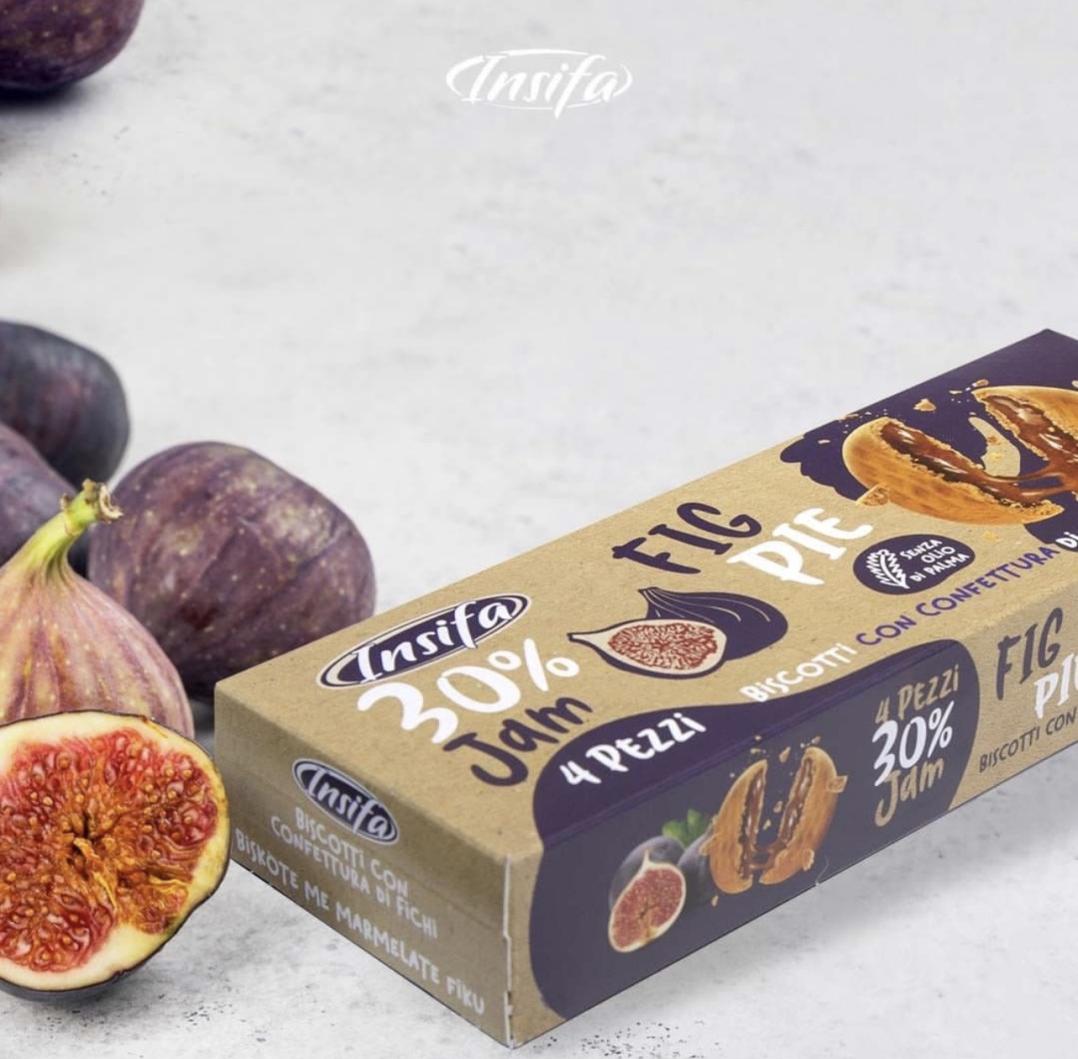 Insifa
FIG
PIE
SENZA
OLIO
DI PALMA
Insifa
30%
Jam
BISCOTTI CON CONFETTURA Di
4 PEZZI
4 PEZZI
30%
Jam
FIG
BISCOTTI CON
Insifa
BISCOTTI CON
CONFETTURA Di FiCHI
BISKOTE ME MARMELATE FIKU